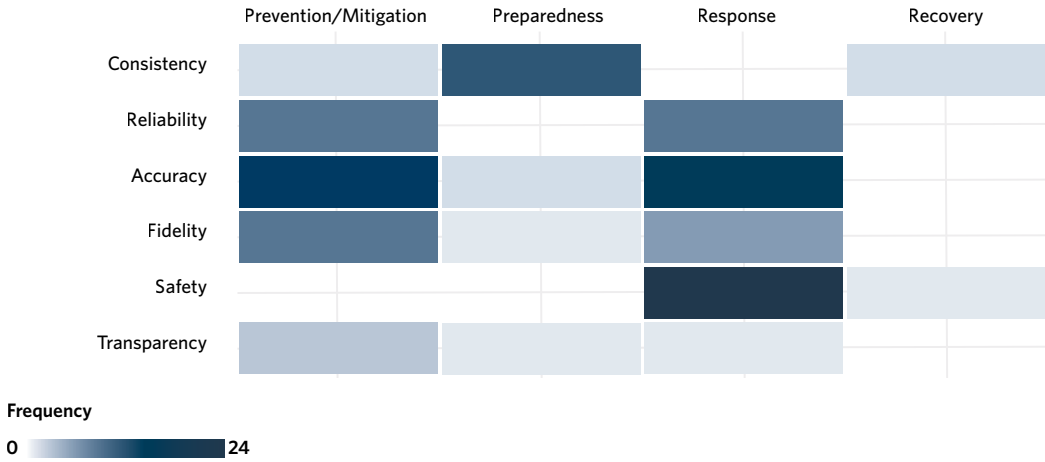 Prevention/Mitigation Preparedness Response Recovery
Consistency
Reliability
Accuracy
Fidelity
Safety
Transparency
Frequency
0 24